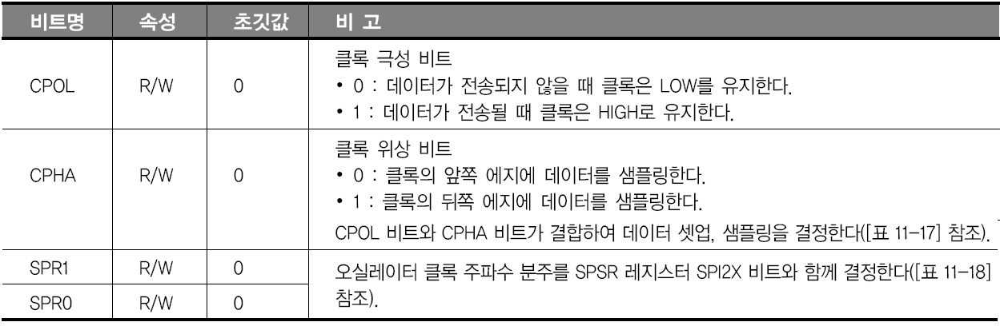 비트명 속성 초깃값 비 고
클록 극성 비트
CPOL R/W 0 • 0 : 데이터가 전송되지 않을 때 클록은 LOW를 유지한다.
• 1 : 데이터가 전송될 때 클록은 HIGH로 유지한다.
클록 위상 비트
CPHA R/W 0 • 0 : 클록의 앞쪽 에지에 데이터를 샘플링한다.
• 1 : 클록의 뒤쪽 에지에 데이터를 샘플링한다.
CPOL 비트와 CPHA 비트가 결합하여 데이터 셋업, 샘플링을 결정한다([표 11-17] 참조).
SPR1 R/W 0 오실레이터 클록 주파수 분주를 SPSR 레지스터 SPI2X 비트와 함께 결정한다([표 11-18]
SPR0 R/W 0 참조).